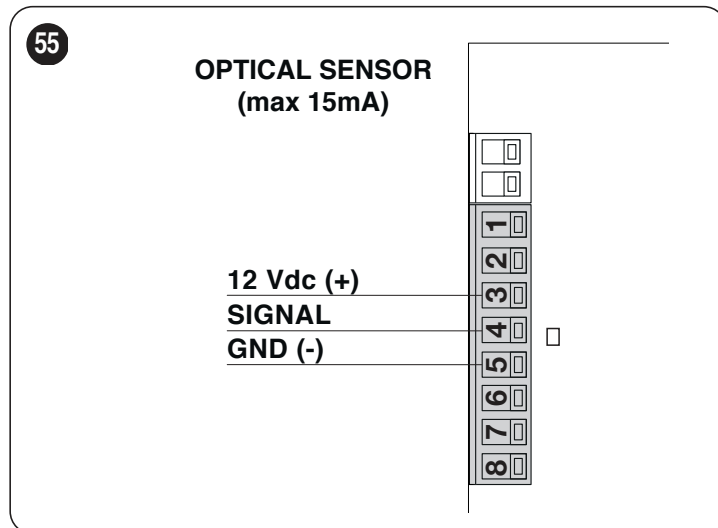 55
OPTICAL SENSOR
(max 15mA)
12 Vdc (+)
SIGNAL
GND (-)
1
2
3
4
5
6
7
8